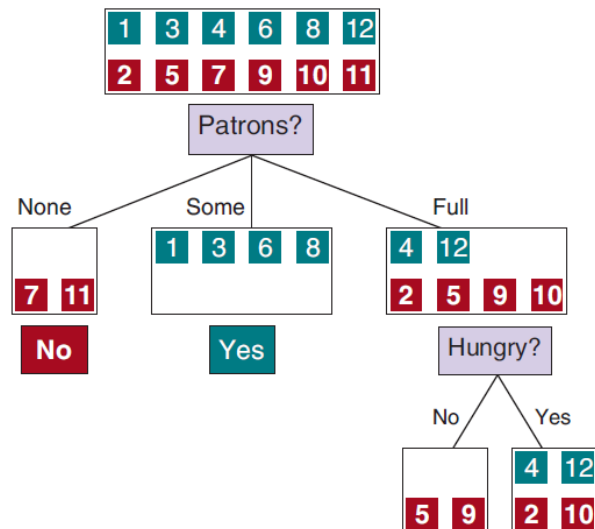 1 3 4 6 8 12
2 5 7 9 10 11
Patrons?
None Some Full
1 3 6 8 4 12
7 11 2 5 9 10
No Yes Hungry?
No Yes
4 12
5 9 2 10